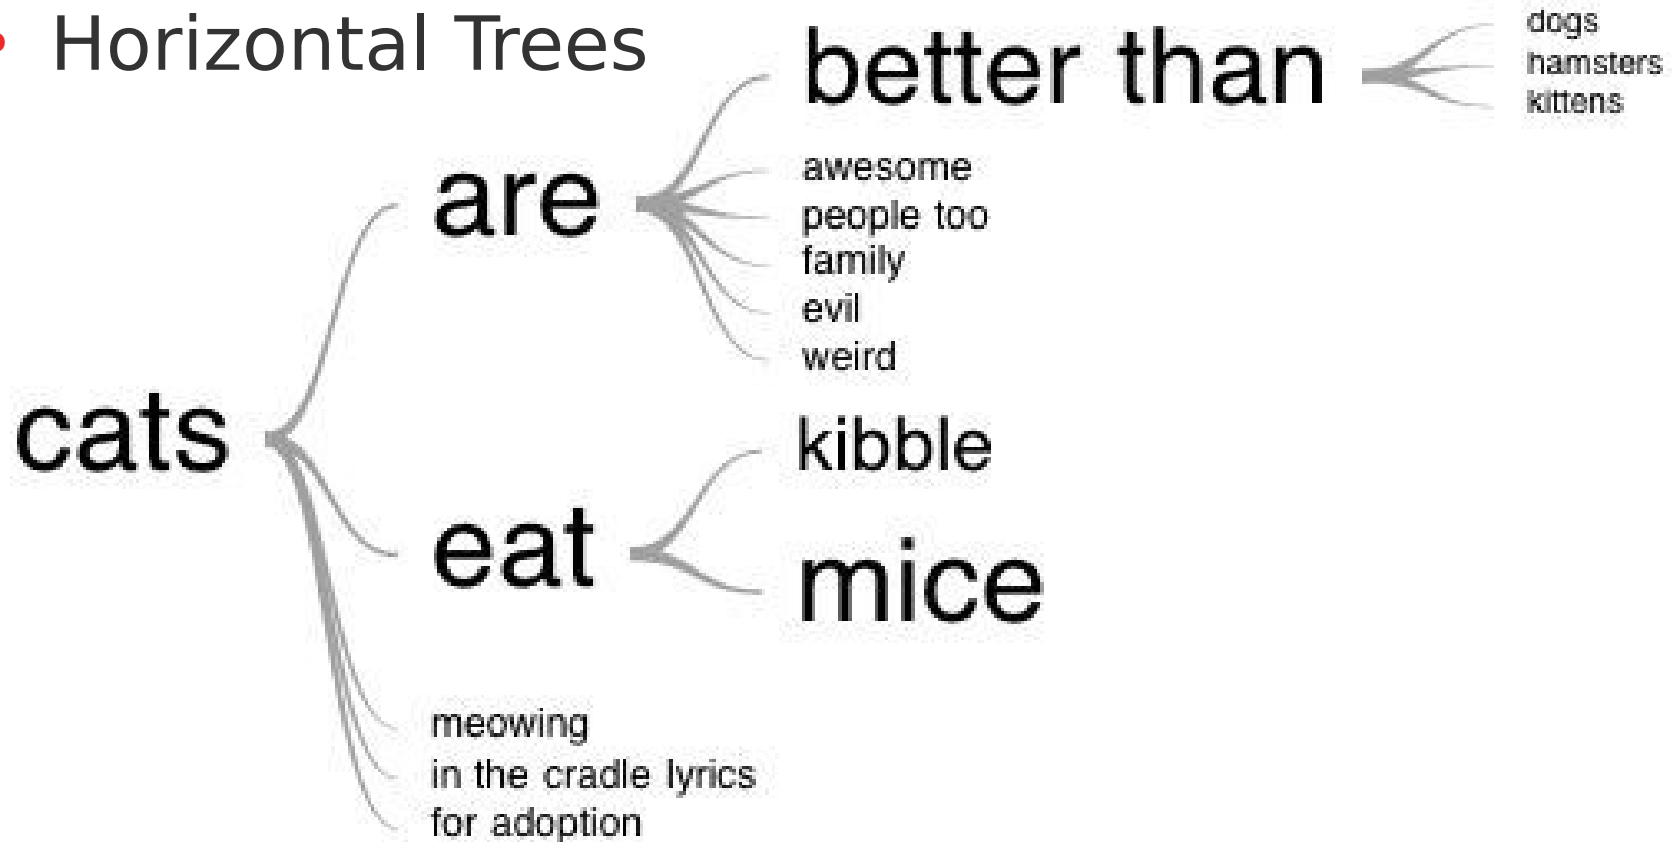 • Horizontal Trees
cats
are
better than
dogs
hamsters
kittens
awesome
people too
family
evil
weird
eat
kibble
mice
meowing
in the cradle lyrics
for adoption